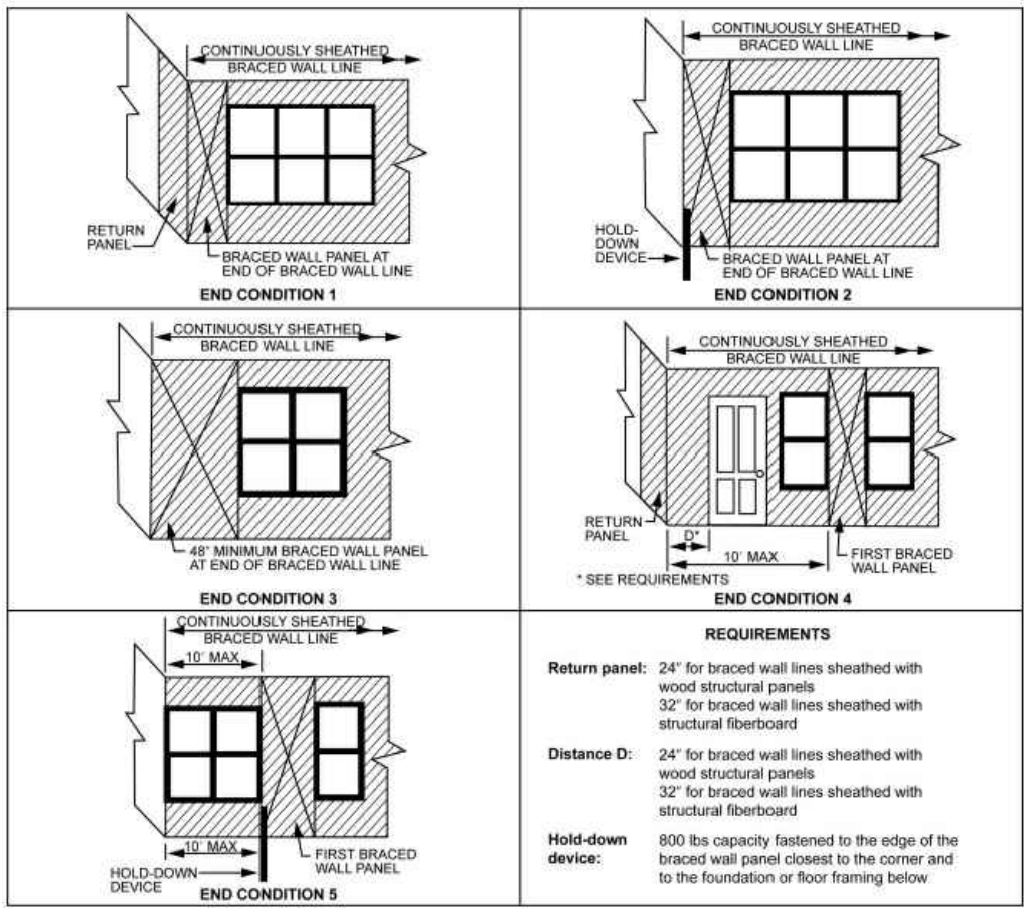 CONTINUOUSLY SHEATHED
BRACED WALL LINE
RETURN
PANEL
BRACED WALL PANEL AT
END OF BRACED WALL LINE
END CONDITION 1
CONTINUOUSLY SHEATHED
BRACED WALL LINE
HOLD-
DOWN
DEVICE
BRACED WALL PANEL AT
END OF BRACED WALL LINE
END CONDITION 2
CONTINUOUSLY SHEATHED
BRACED WALL LINE
48" MINIMUM BRACED WALL PANEL
AT END OF BRACED WALL LINE
END CONDITION 3
CONTINUOUSLY SHEATHED
BRACED WALL LINE
RETURN
PANEL
D*
10' MAX
FIRST BRACED
WALL PANEL
* SEE REQUIREMENTS
END CONDITION 4
CONTINUOUSLY SHEATHED
BRACED WALL LINE
10' MAX
10' MAX
HOLD-DOWN
DEVICE
FIRST BRACED
WALL PANEL
END CONDITION 5
REQUIREMENTS
Return panel: 24" for braced wall lines sheathed with
wood structural panels
32" for braced wall lines sheathed with
structural fiberboard
Distance D: 24" for braced wall lines sheathed with
wood structural panels
32" for braced wall lines sheathed with
structural fiberboard
Hold-down 800 lbs capacity fastened to the edge of the
device: braced wall panel closest to the corner and
to the foundation or floor framing below